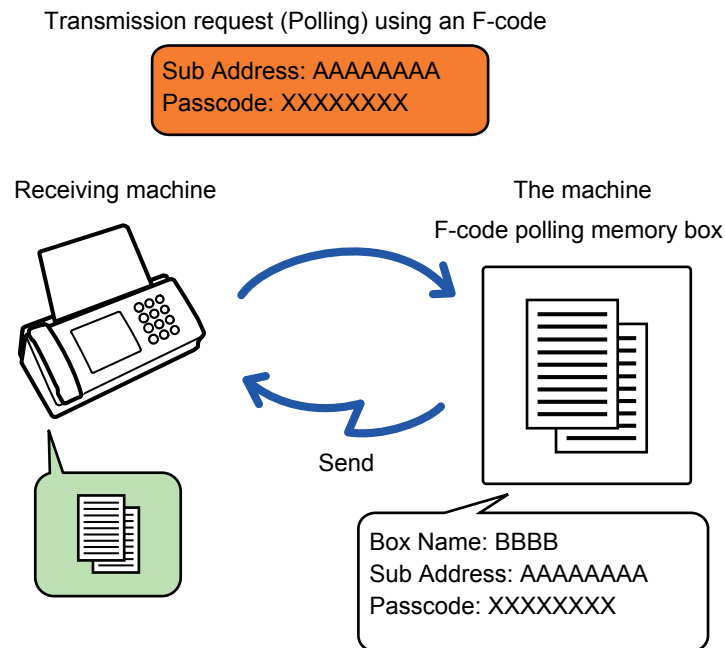 Transmission request (Polling) using an F-code
Sub Address: AAAAAAAA
Passcode: XXXXXXXX
Receiving machine
The machine
F-code polling memory box
Send
Box Name: BBBB
Sub Address: AAAAAAAA
Passcode: XXXXXXXX